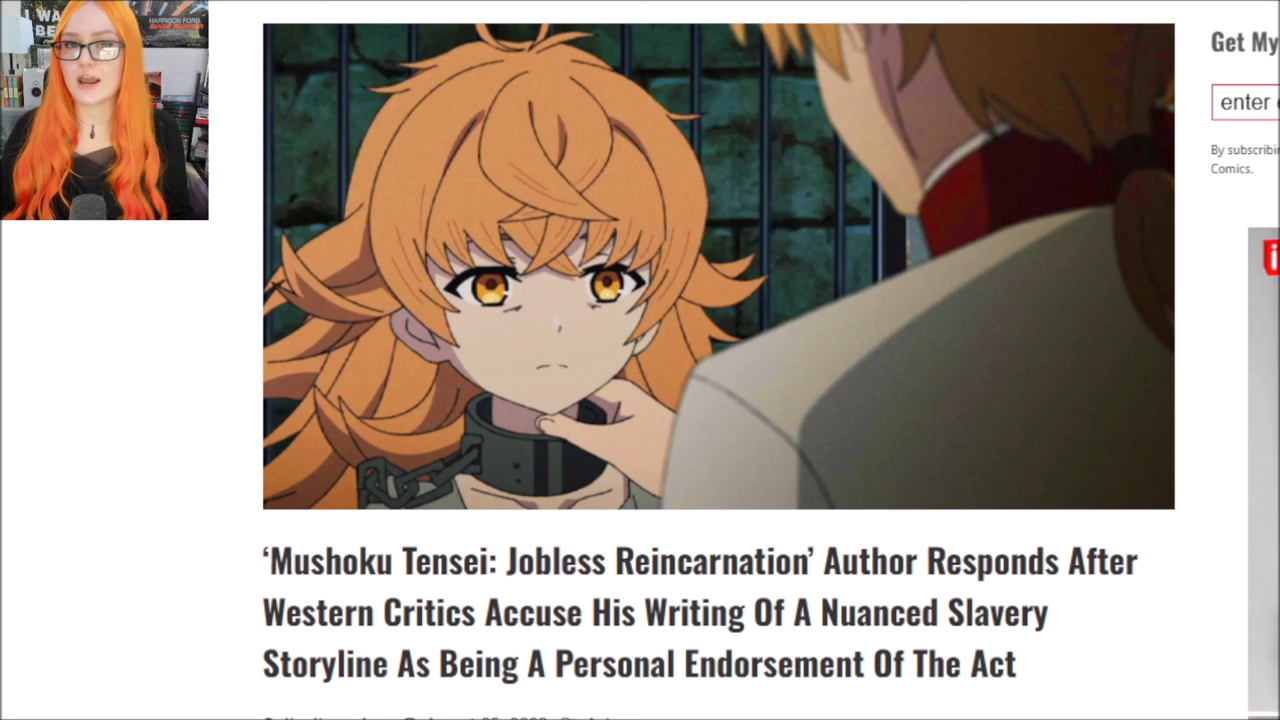 HARRISON FORD
Get My
enter
By subscribi
Comics.
‘Mushoku Tensei: Jobless Reincarnation’ Author Responds After
Western Critics Accuse His Writing Of A Nuanced Slavery
Storyline As Being A Personal Endorsement Of The Act